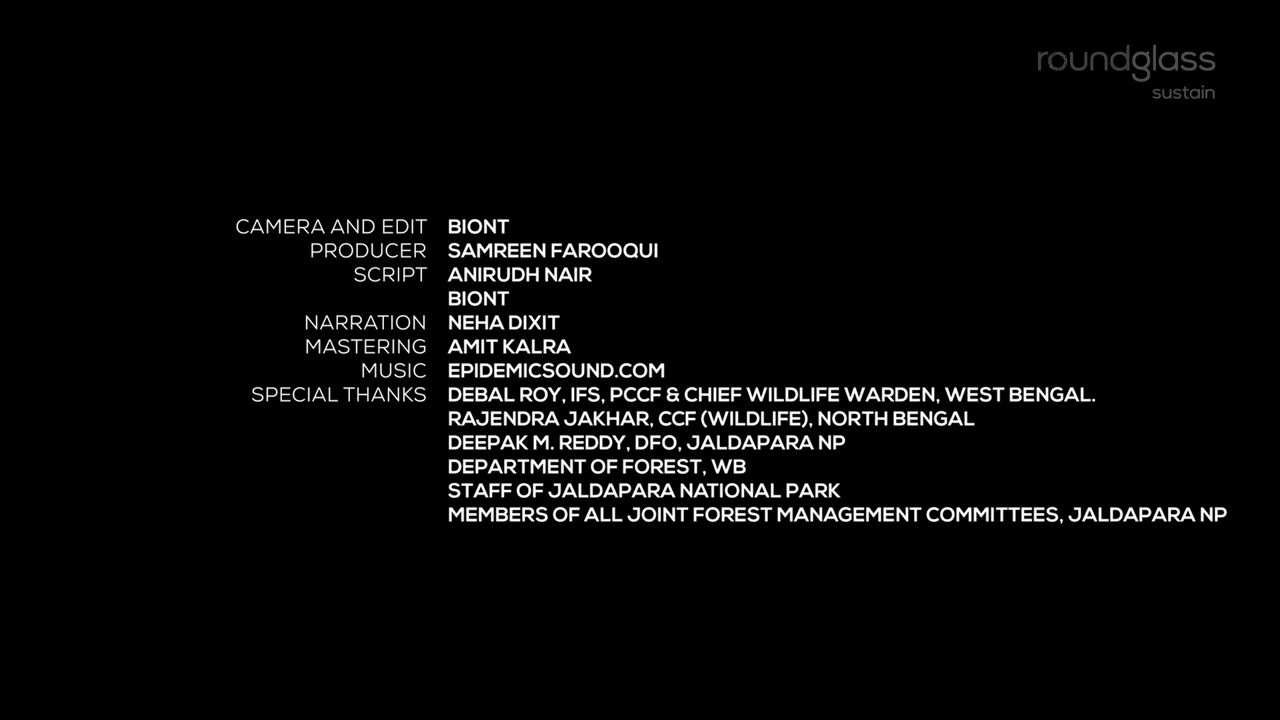 roundglass
sustain
CAMERA AND EDIT BIONT
PRODUCER SAMREEN FAROOQUI
SCRIPT ANIRUDH NAIR
BIONT
NARRATION NEHA DIXIT
MASTERING AMIT KALRA
MUSIC EPIDEMICSOUND.COM
SPECIAL THANKS DEBAL ROY, IFS, PCCF & CHIEF WILDLIFE WARDEN, WEST BENGAL.
RAJENDRA JAKHAR, CCF (WILDLIFE), NORTH BENGAL
DEEPAK M. REDDY, DFO, JALDAPARA NP
DEPARTMENT OF FOREST, WB
STAFF OF JALDAPARA NATIONAL PARK
MEMBERS OF ALL JOINT FOREST MANAGEMENT COMMITTEES, JALDAPARA NP